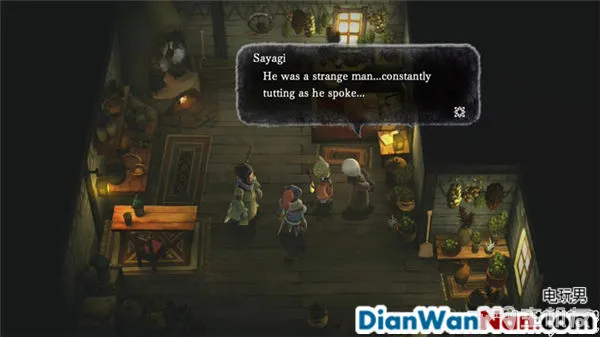 Sayagi
He was a strange man...constantly
tutting as he spoke...
电玩男
DianWanNan.com